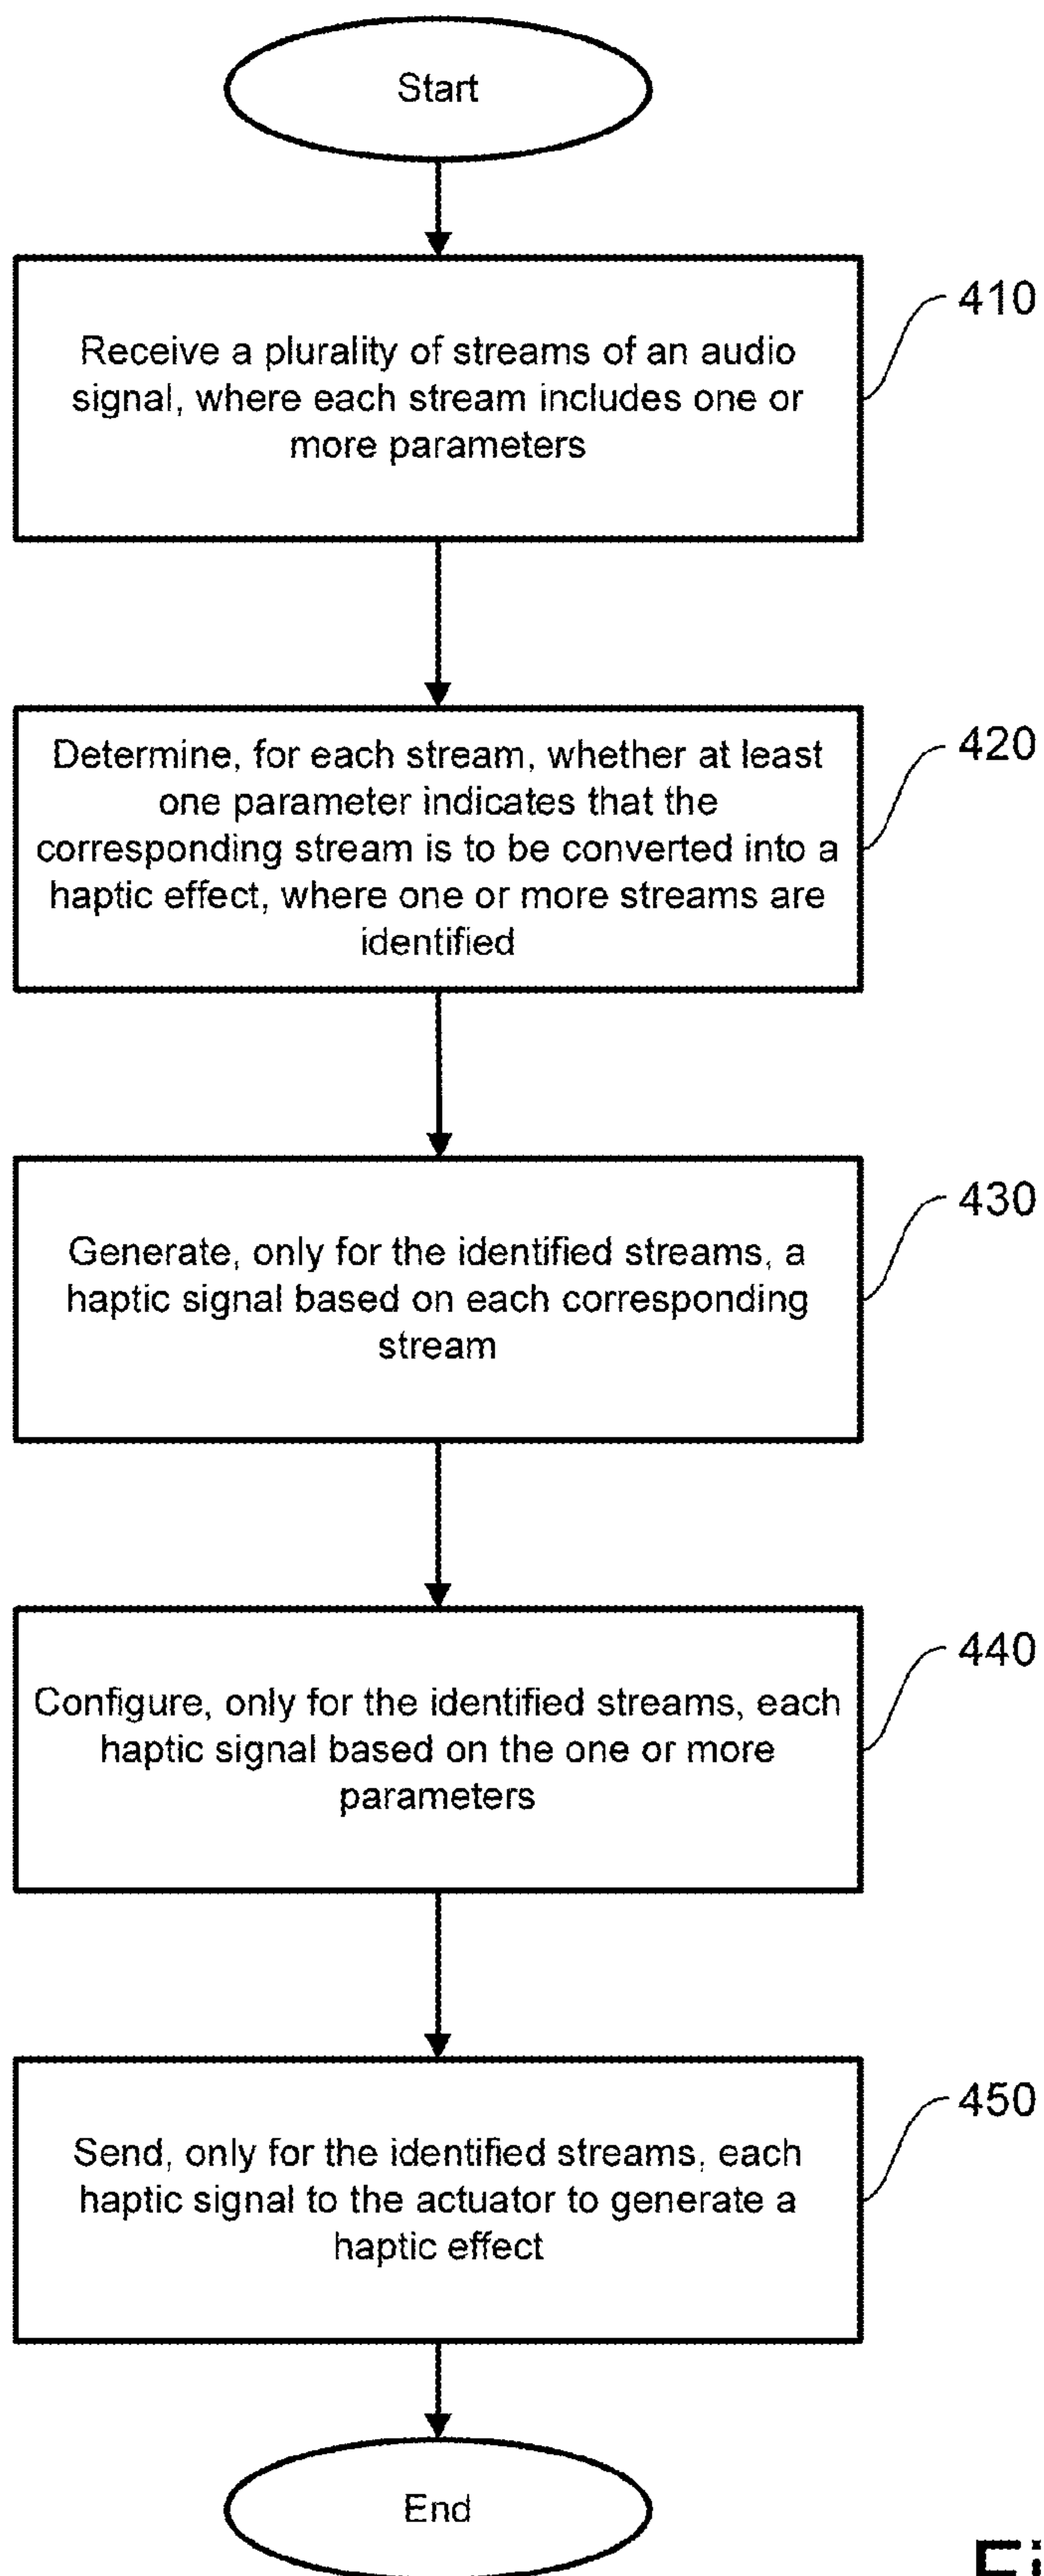 Start
410
Receive a plurality of streams of an audio
signal, where each stream includes one or
more parameters
420
Determine, for each stream, whether at least
one parameter indicates that the
corresponding stream is to be converted into a
haptic effect, where one or more streams are
identified
430
Generate, only for the identified streams, a
haptic signal based on each corresponding
stream
440
Configure, only for the identified streams, each
haptic signal based on the one or more
parameters
450
Send, only for the identified streams, each
haptic signal to the actuator to generate a
haptic effect
End